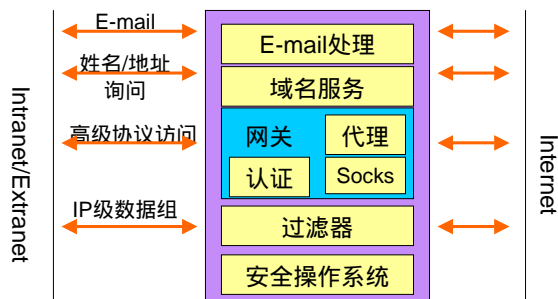 E-mail
姓名/地址
询问
高级协议访问
IP级数据组
Intranet/Extranet
E-mail处理
域名服务
网关
代理
认证
Socks
过滤器
安全操作系统
Internet